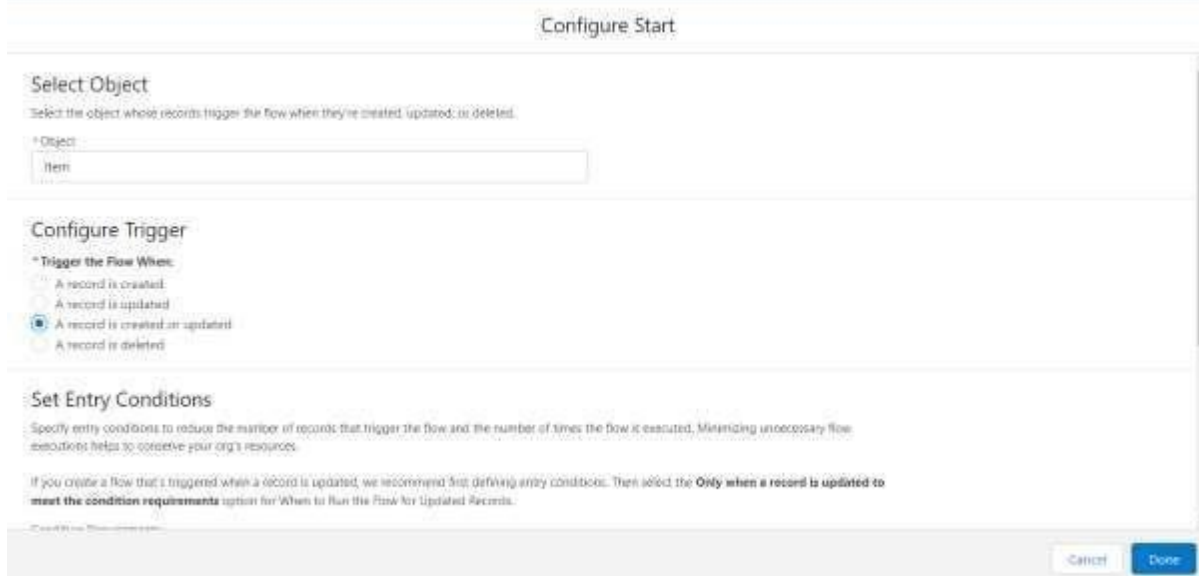 Configure Start
Select Object
Select the object whose records trigger the flow when they're created, updated, or deleted.
* Object
Item
Configure Trigger
* Trigger the Flow When:
A record is created
A record is updated
A record is created or updated
A record is deleted
Set Entry Conditions
Specify entry conditions to reduce the number of records that trigger the flow and the number of times the flow is executed. Minimizing unnecessary flow
executions helps to conserve your org's resources.
If you create a flow that's triggered when a record is updated, we recommend first defining entry conditions. Then select the Only when a record is updated to
meet the condition requirements option for When to Run the Flow for Updated Records.
Cancel
Done